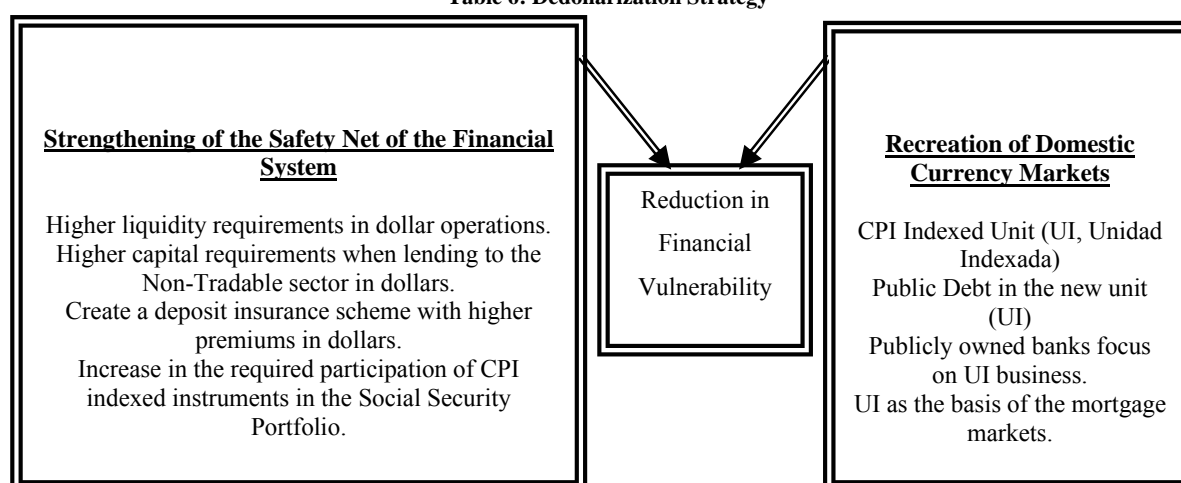 Table 6: Dedollarization Strategy
Strengthening of the Safety Net of the Financial
System
Higher liquidity requirements in dollar operations.
Higher capital requirements when lending to the
Non-Tradable sector in dollars.
Create a deposit insurance scheme with higher
premiums in dollars.
Increase in the required participation of CPI
indexed instruments in the Social Security
Portfolio.
Reduction in
Financial
Vulnerability
Recreation of Domestic
Currency Markets
CPI Indexed Unit (UI, Unidad
Indexada)
Public Debt in the new unit
(UI)
Publicly owned banks focus
on UI business.
UI as the basis of the mortgage
markets.